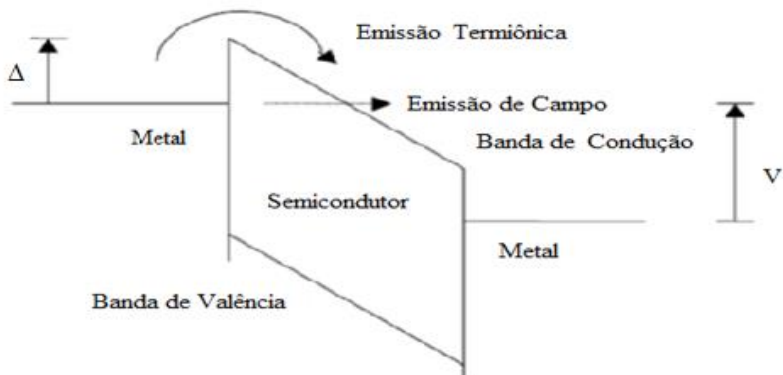 Emissão Termiônica
Δ
Emissão de Campo
Metal
Banda de Condução
V
Semicondutor
Metal
Banda de Valência